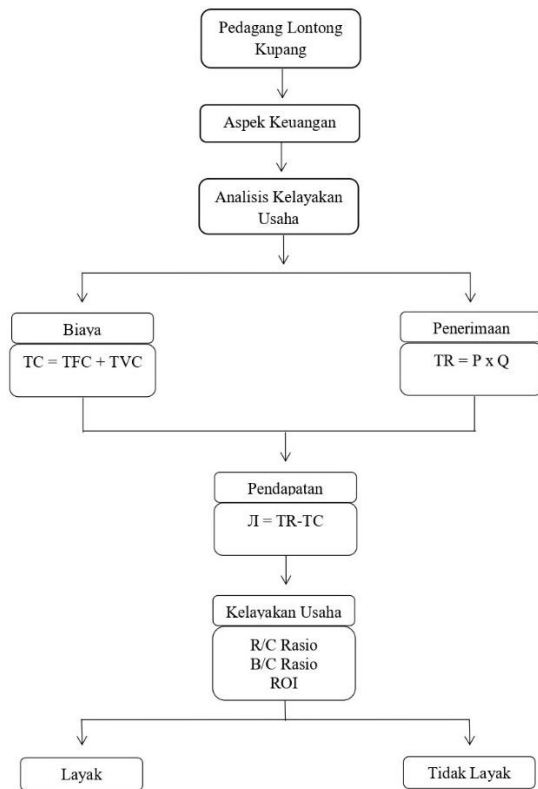 Pedagang Lontong
Kupang
Aspek Keuangan
Analisis Kelayakan
Usaha
Biaya
TC = TFC + TVC
Penerimaan
TR = P x Q
Pendapatan
Л = TR-TC
Kelayakan Usaha
R/C Rasio
B/C Rasio
ROI
Layak
Tidak Layak